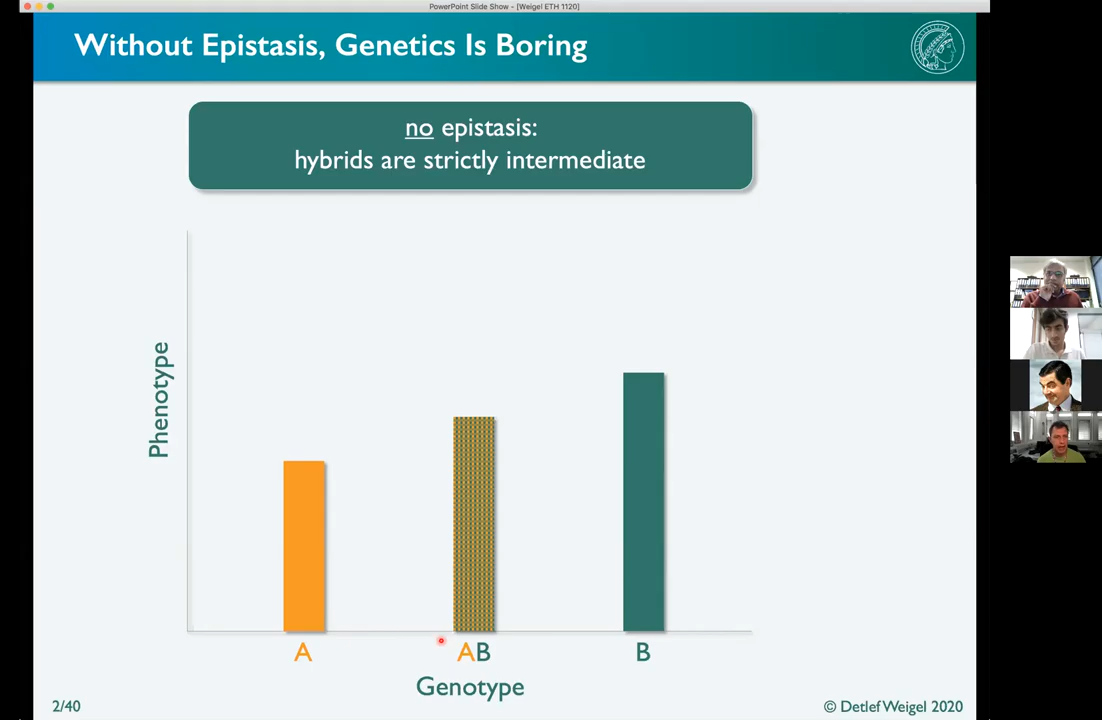 PowerPoint Slide Show - [Weigel ETH 1120]
Without Epistasis, Genetics Is Boring
no epistasis:
hybrids are strictly intermediate
Phenotype
A
AB
B
Genotype
2/40
© Detlef Weigel 2020